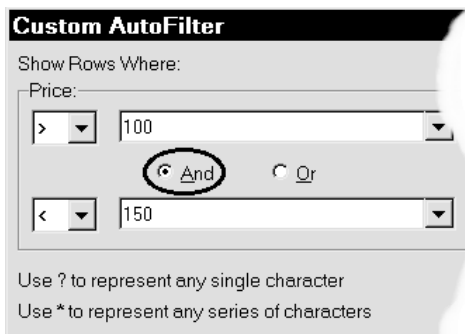 Custom AutoFilter
Show Rows Where:
Price:
> 100
And Or
< 150
Use ? to represent any single character
Use * to represent any series of characters